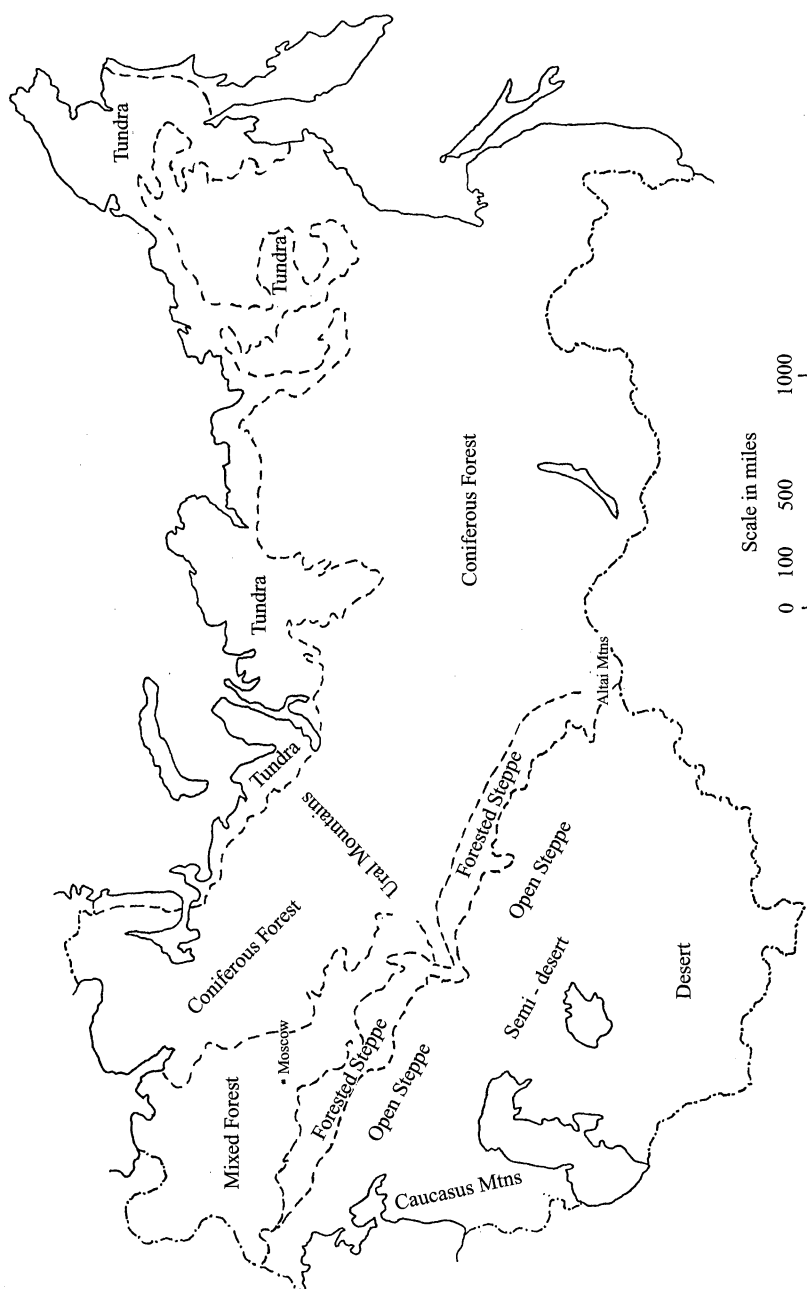 Tundra
Tundra
Tundra
Tundra
Ural Mountains
Coniferous Forest
Coniferous Forest
Mixed Forest
Moscow
Forested Steppe
Forested Steppe
Open Steppe
Open Steppe
Semi - desert
Desert
Caucasus Mtns
Altai Mtns
Scale in miles
0 100 500 1000